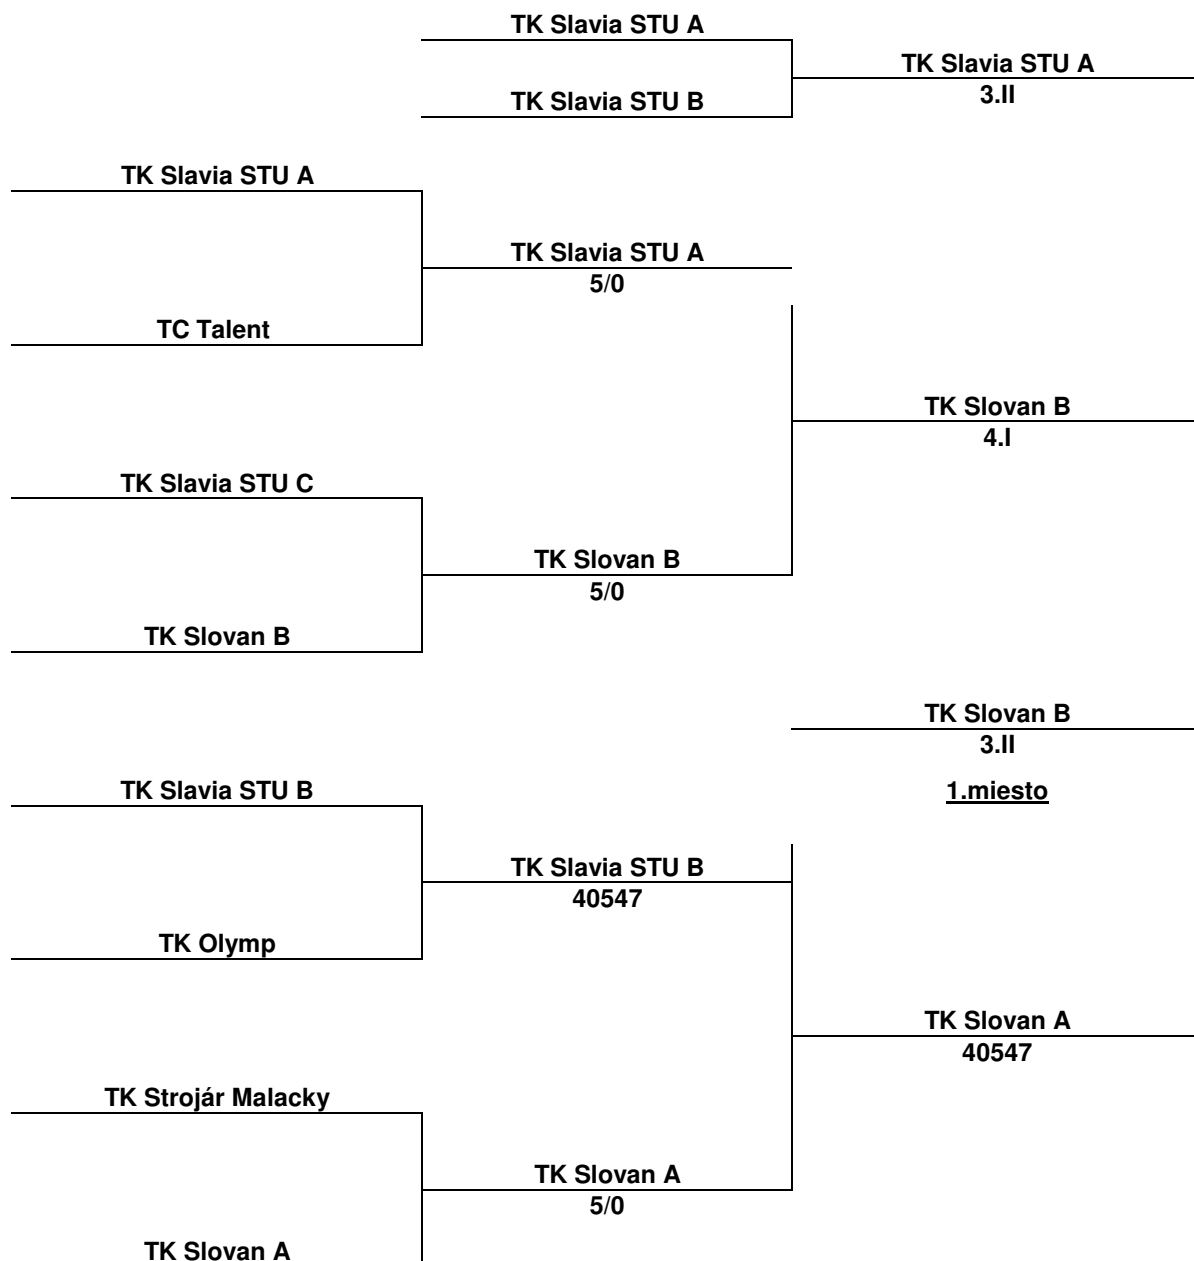 TK Slavia STU A
TK Slavia STU A
TK Slavia STU B
3.II
TK Slavia STU A
TK Slavia STU A
5/0
TC Talent
TK Slovan B
4.I
TK Slavia STU C
TK Slovan B
5/0
TK Slovan B
TK Slovan B
3.II
TK Slavia STU B
1.miesto
TK Slavia STU B
40547
TK Olymp
TK Slovan A
40547
TK Strojár Malacky
TK Slovan A
5/0
TK Slovan A